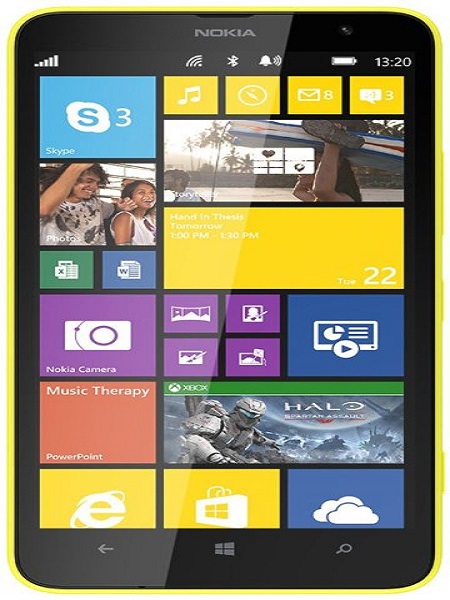 NOKIA
13:20
3
Skype
8
3
Storyteller
Photos
Hand In Thesis
Tomorrow
1:00 PM - 1:30 PM
Tue 22
X
W
Nokia Camera
Music Therapy
PowerPoint
XBOX
HALO
SPARTAN ASSAULT